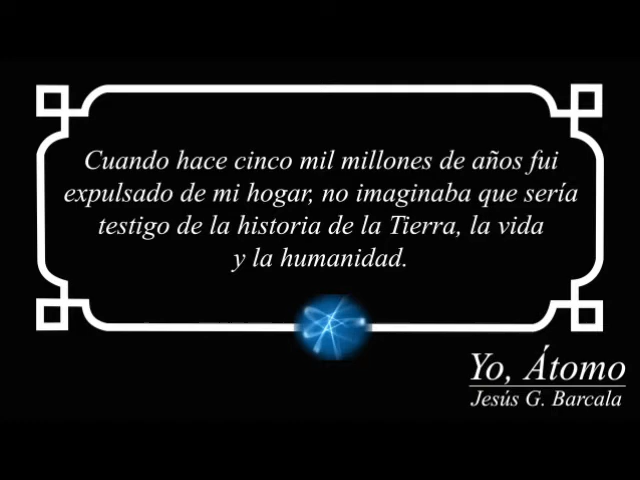 Cuando hace cinco mil millones de años fui
expulsado de mi hogar, no imaginaba que sería
testigo de la historia de la Tierra, la vida
y la humanidad.
Yo, Átomo
Jesús G. Barcala